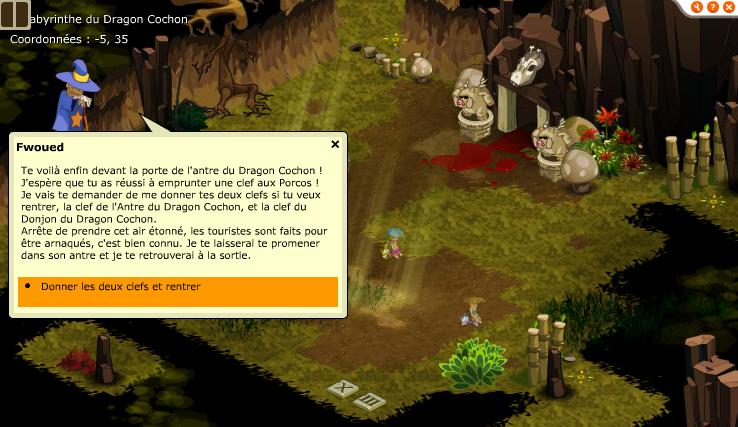 abyrinthe du Dragon Cochon
Coordonnées : -5, 35
Fwoued
Te voilà enfin devant la porte de l'antre du Dragon Cochon !
J'espère que tu as réussi à emprunter une clef aux Porcos !
Je vais te demander de me donner tes deux clefs si tu veux
rentrer, la clef de l'Antre du Dragon Cochon, et la clef du
Donjon du Dragon Cochon.
Arrête de prendre cet air étonné, les touristes sont faits pour
être arnaqués, c'est bien connu. Je te laisserai te promener
dans son antre et je te retrouverai à la sortie.
• Donner les deux clefs et rentrer